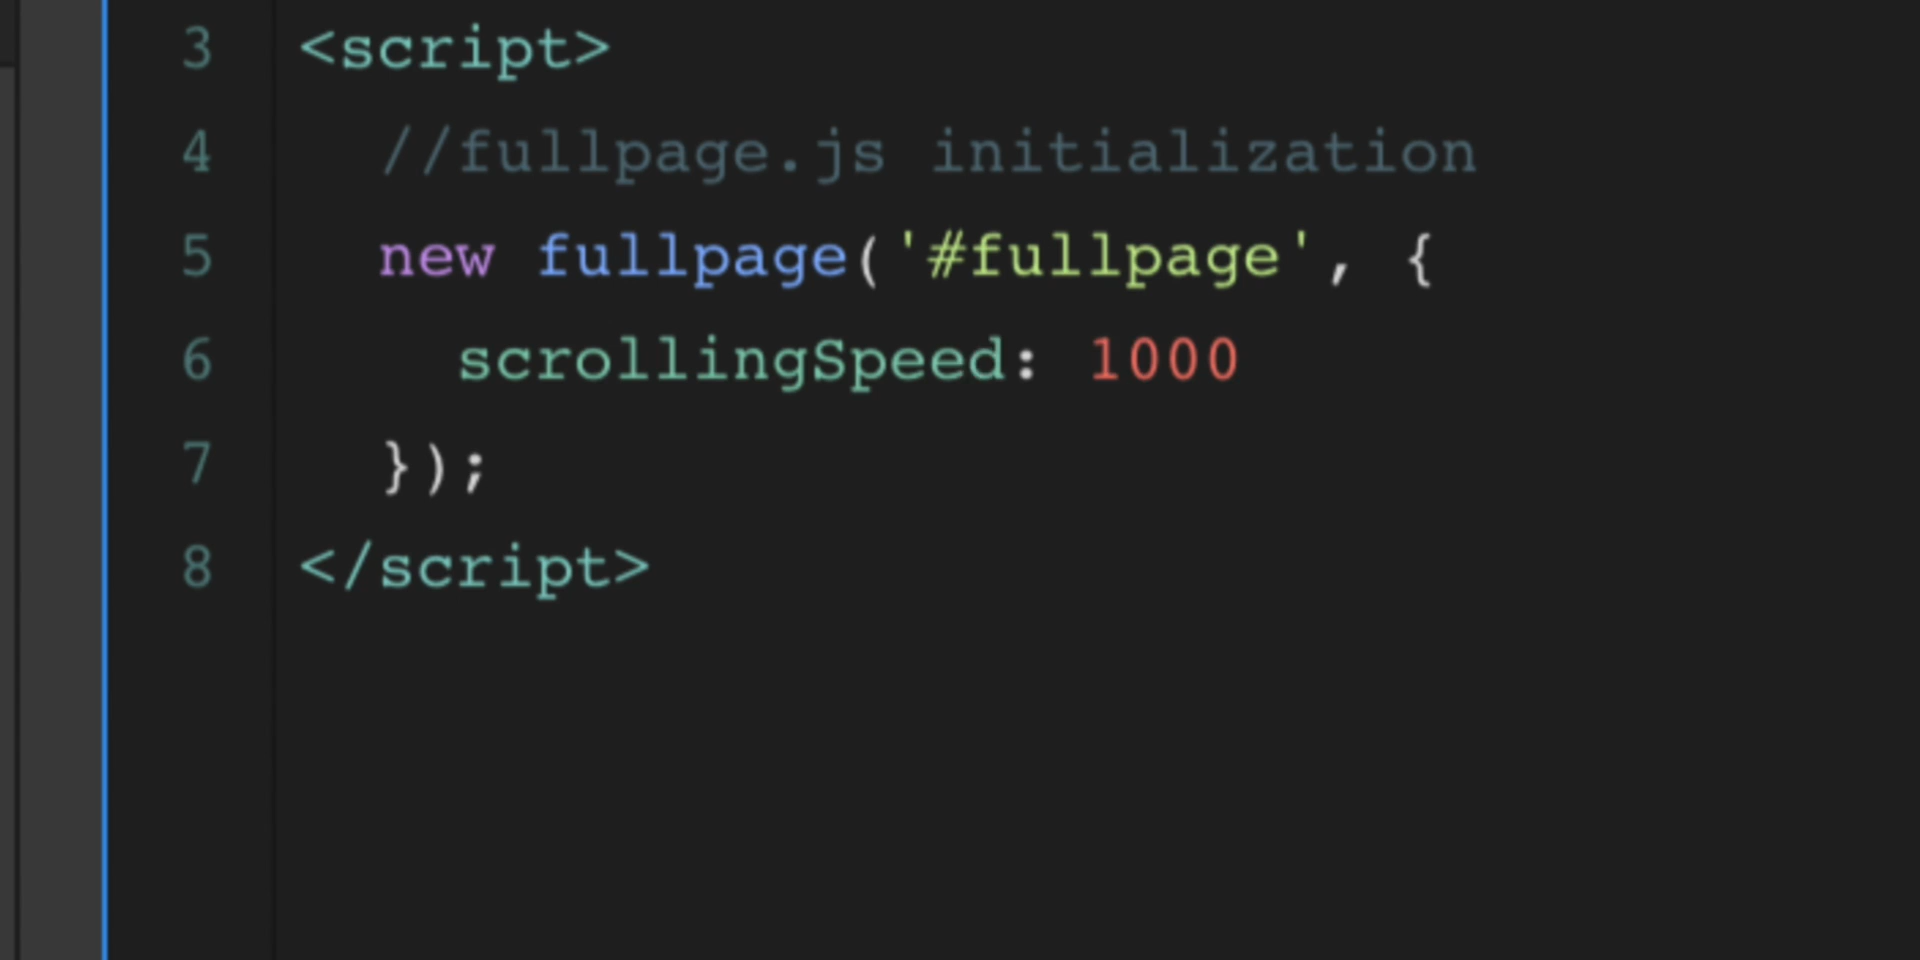 3 <script>
4 //fullpage.js initialization
5 new fullpage('#fullpage', {
6 scrollingSpeed: 1000
7 });
8 </script>